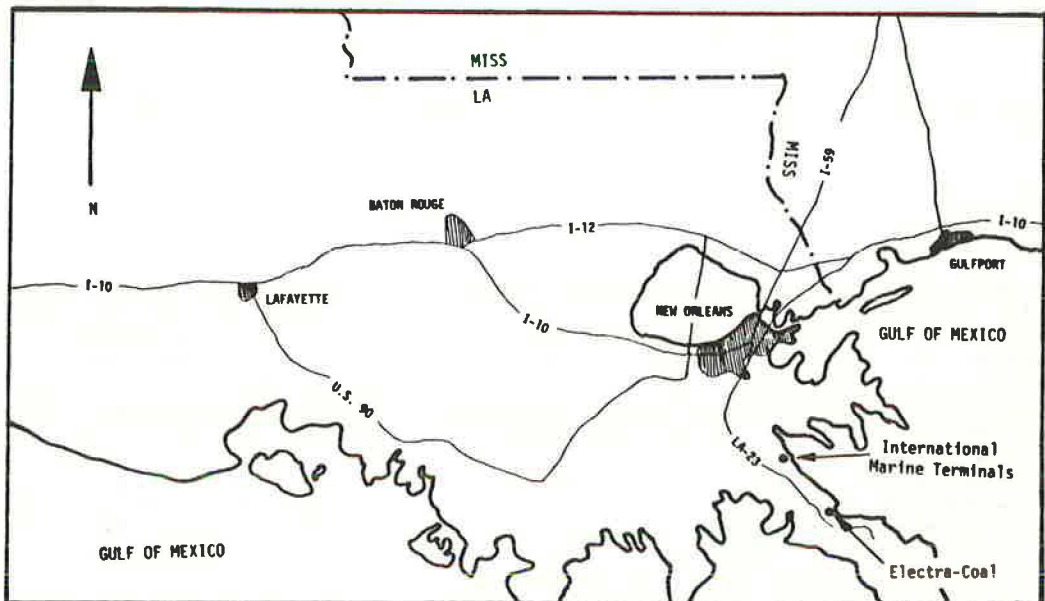 MISS
LA
MISS
I-59
N
BATON ROUGE
I-12
I-10
GULFPORT
I-10
LAFAYETTE
I-10
NEW ORLEANS
GULF OF MEXICO
U.S. 90
LA-23
International
Marine Terminals
GULF OF MEXICO
Electra-Coal